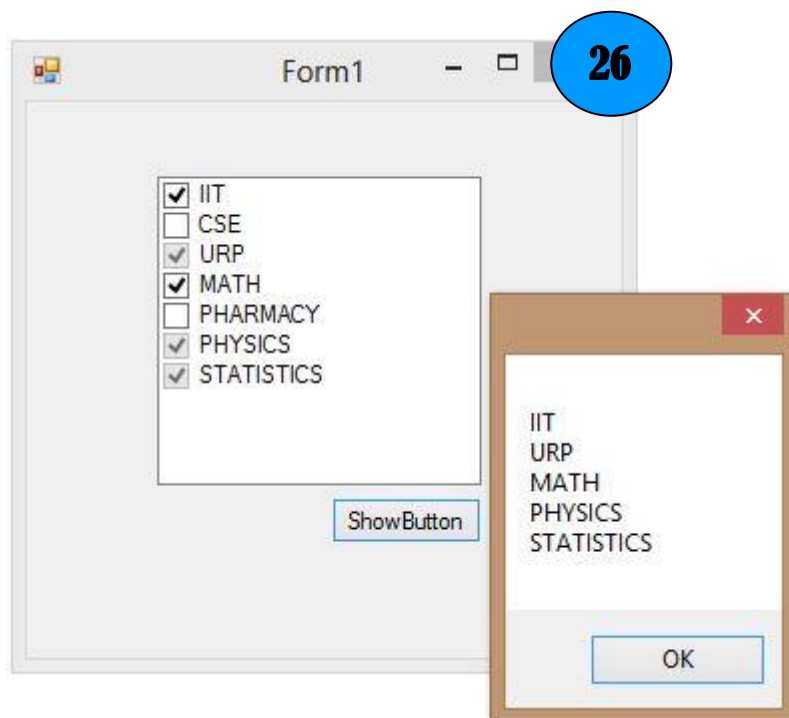 Form1
26
IIT
CSE
URP
MATH
PHARMACY
PHYSICS
STATISTICS
ShowButton
IIT
URP
MATH
PHYSICS
STATISTICS
OK